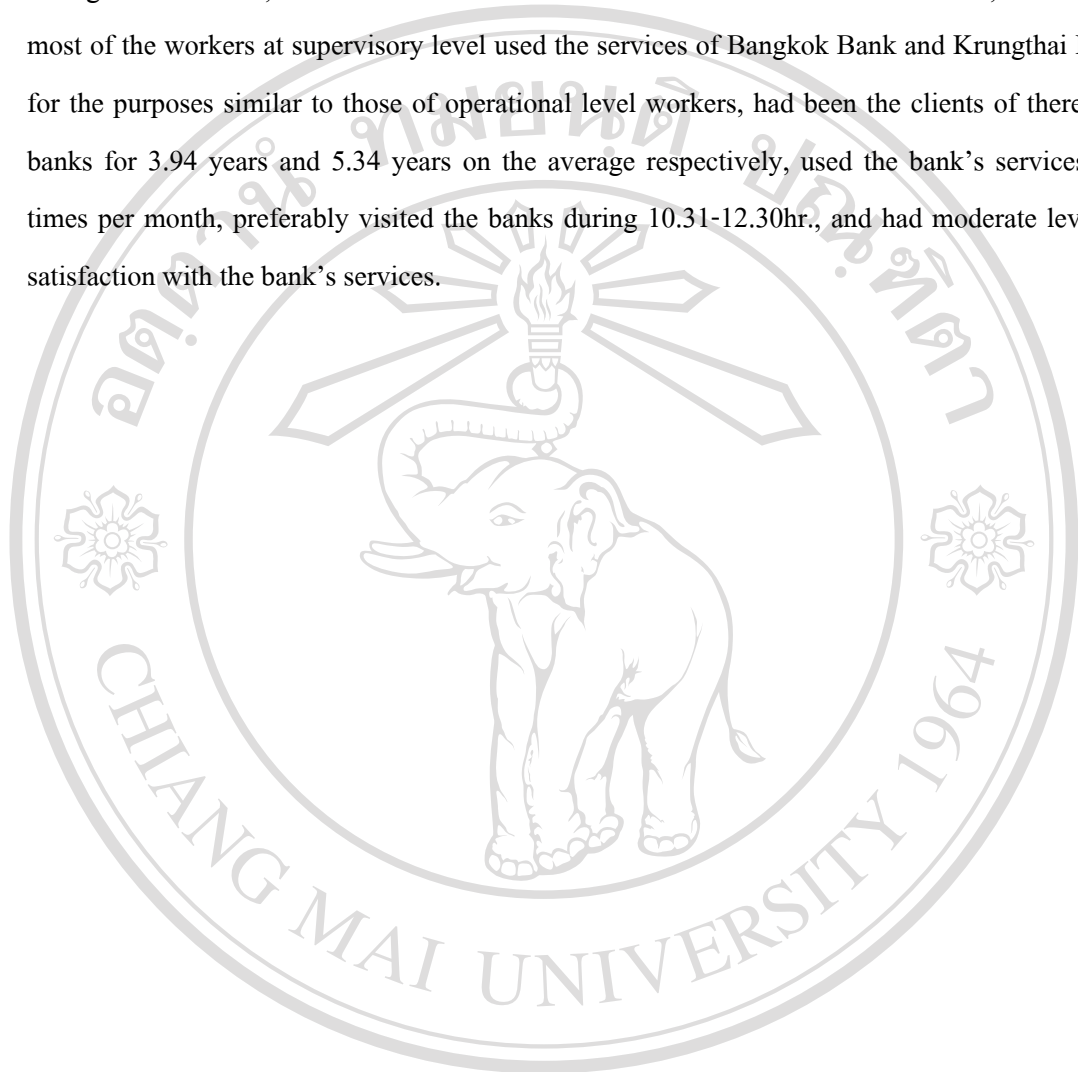 most of the workers at supervisory level used the services of Bangkok Bank and Krungthai
for the purposes similar to those of operational level workers, had been the clients of there
banks for 3.94 years and 5.34 years on the average respectively, used the bank's services
times per month, preferably visited the banks during 10.31-12.30hr., and had moderate
satisfaction with the bank's services.
CHIANG MAI UNIVERSITY 1964